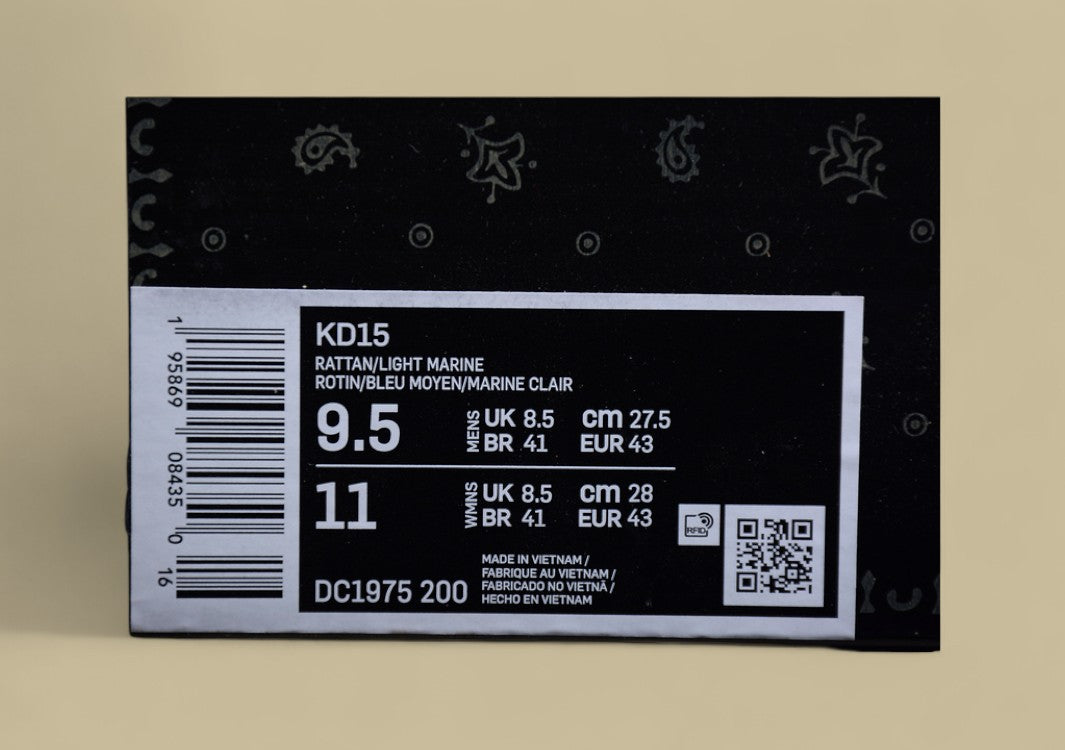 KD15
RATTAN/LIGHT MARINE
ROTIN/BLEU MOYEN/MARINE CLAIR
9.5 MENS UK 8.5 cm 27.5
BR 41 EUR 43
11 WMNS UK 8.5 cm 28
BR 41 EUR 43
RFID
DC1975 200
MADE IN VIETNAM /
FABRIQUE AU VIETNAM /
FABRICADO NO VIETNÃ /
HECHO EN VIETNAM
1 95869 08435 0
16